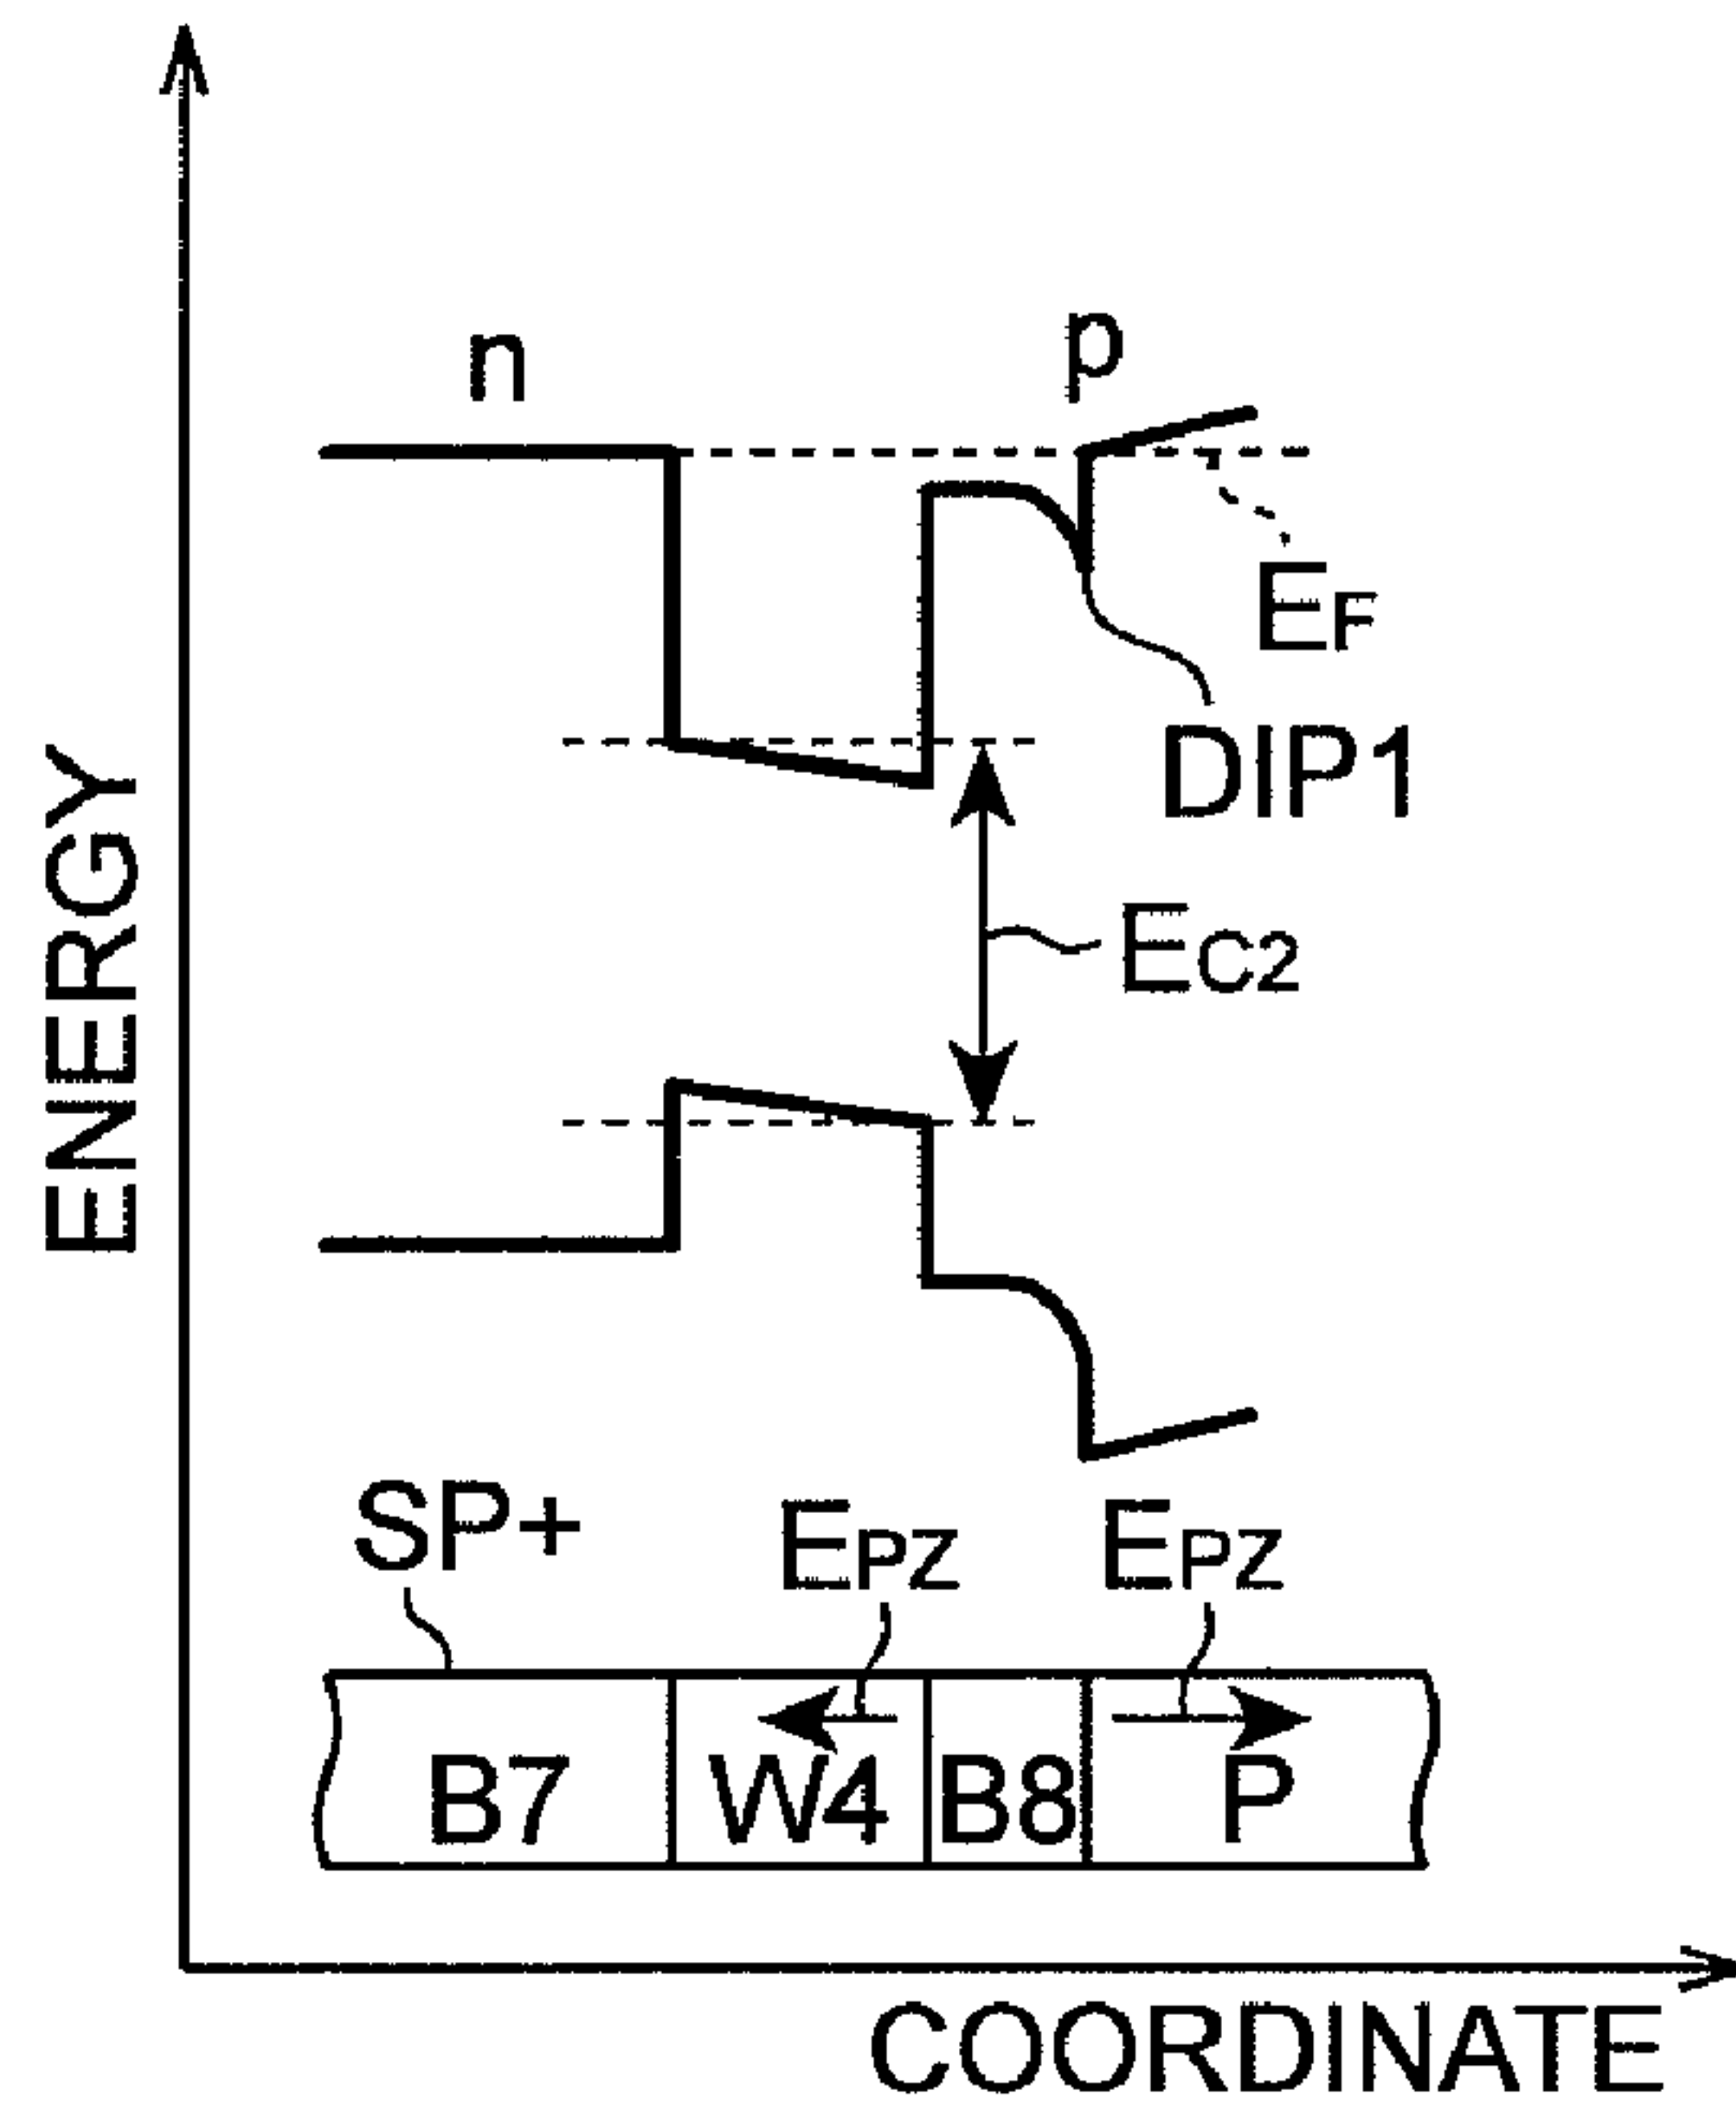 n
p
EF
DIP1
EC2
ENERGY
SP+
EPZ
EPZ
B7
W4
B8
P
COORDINATE